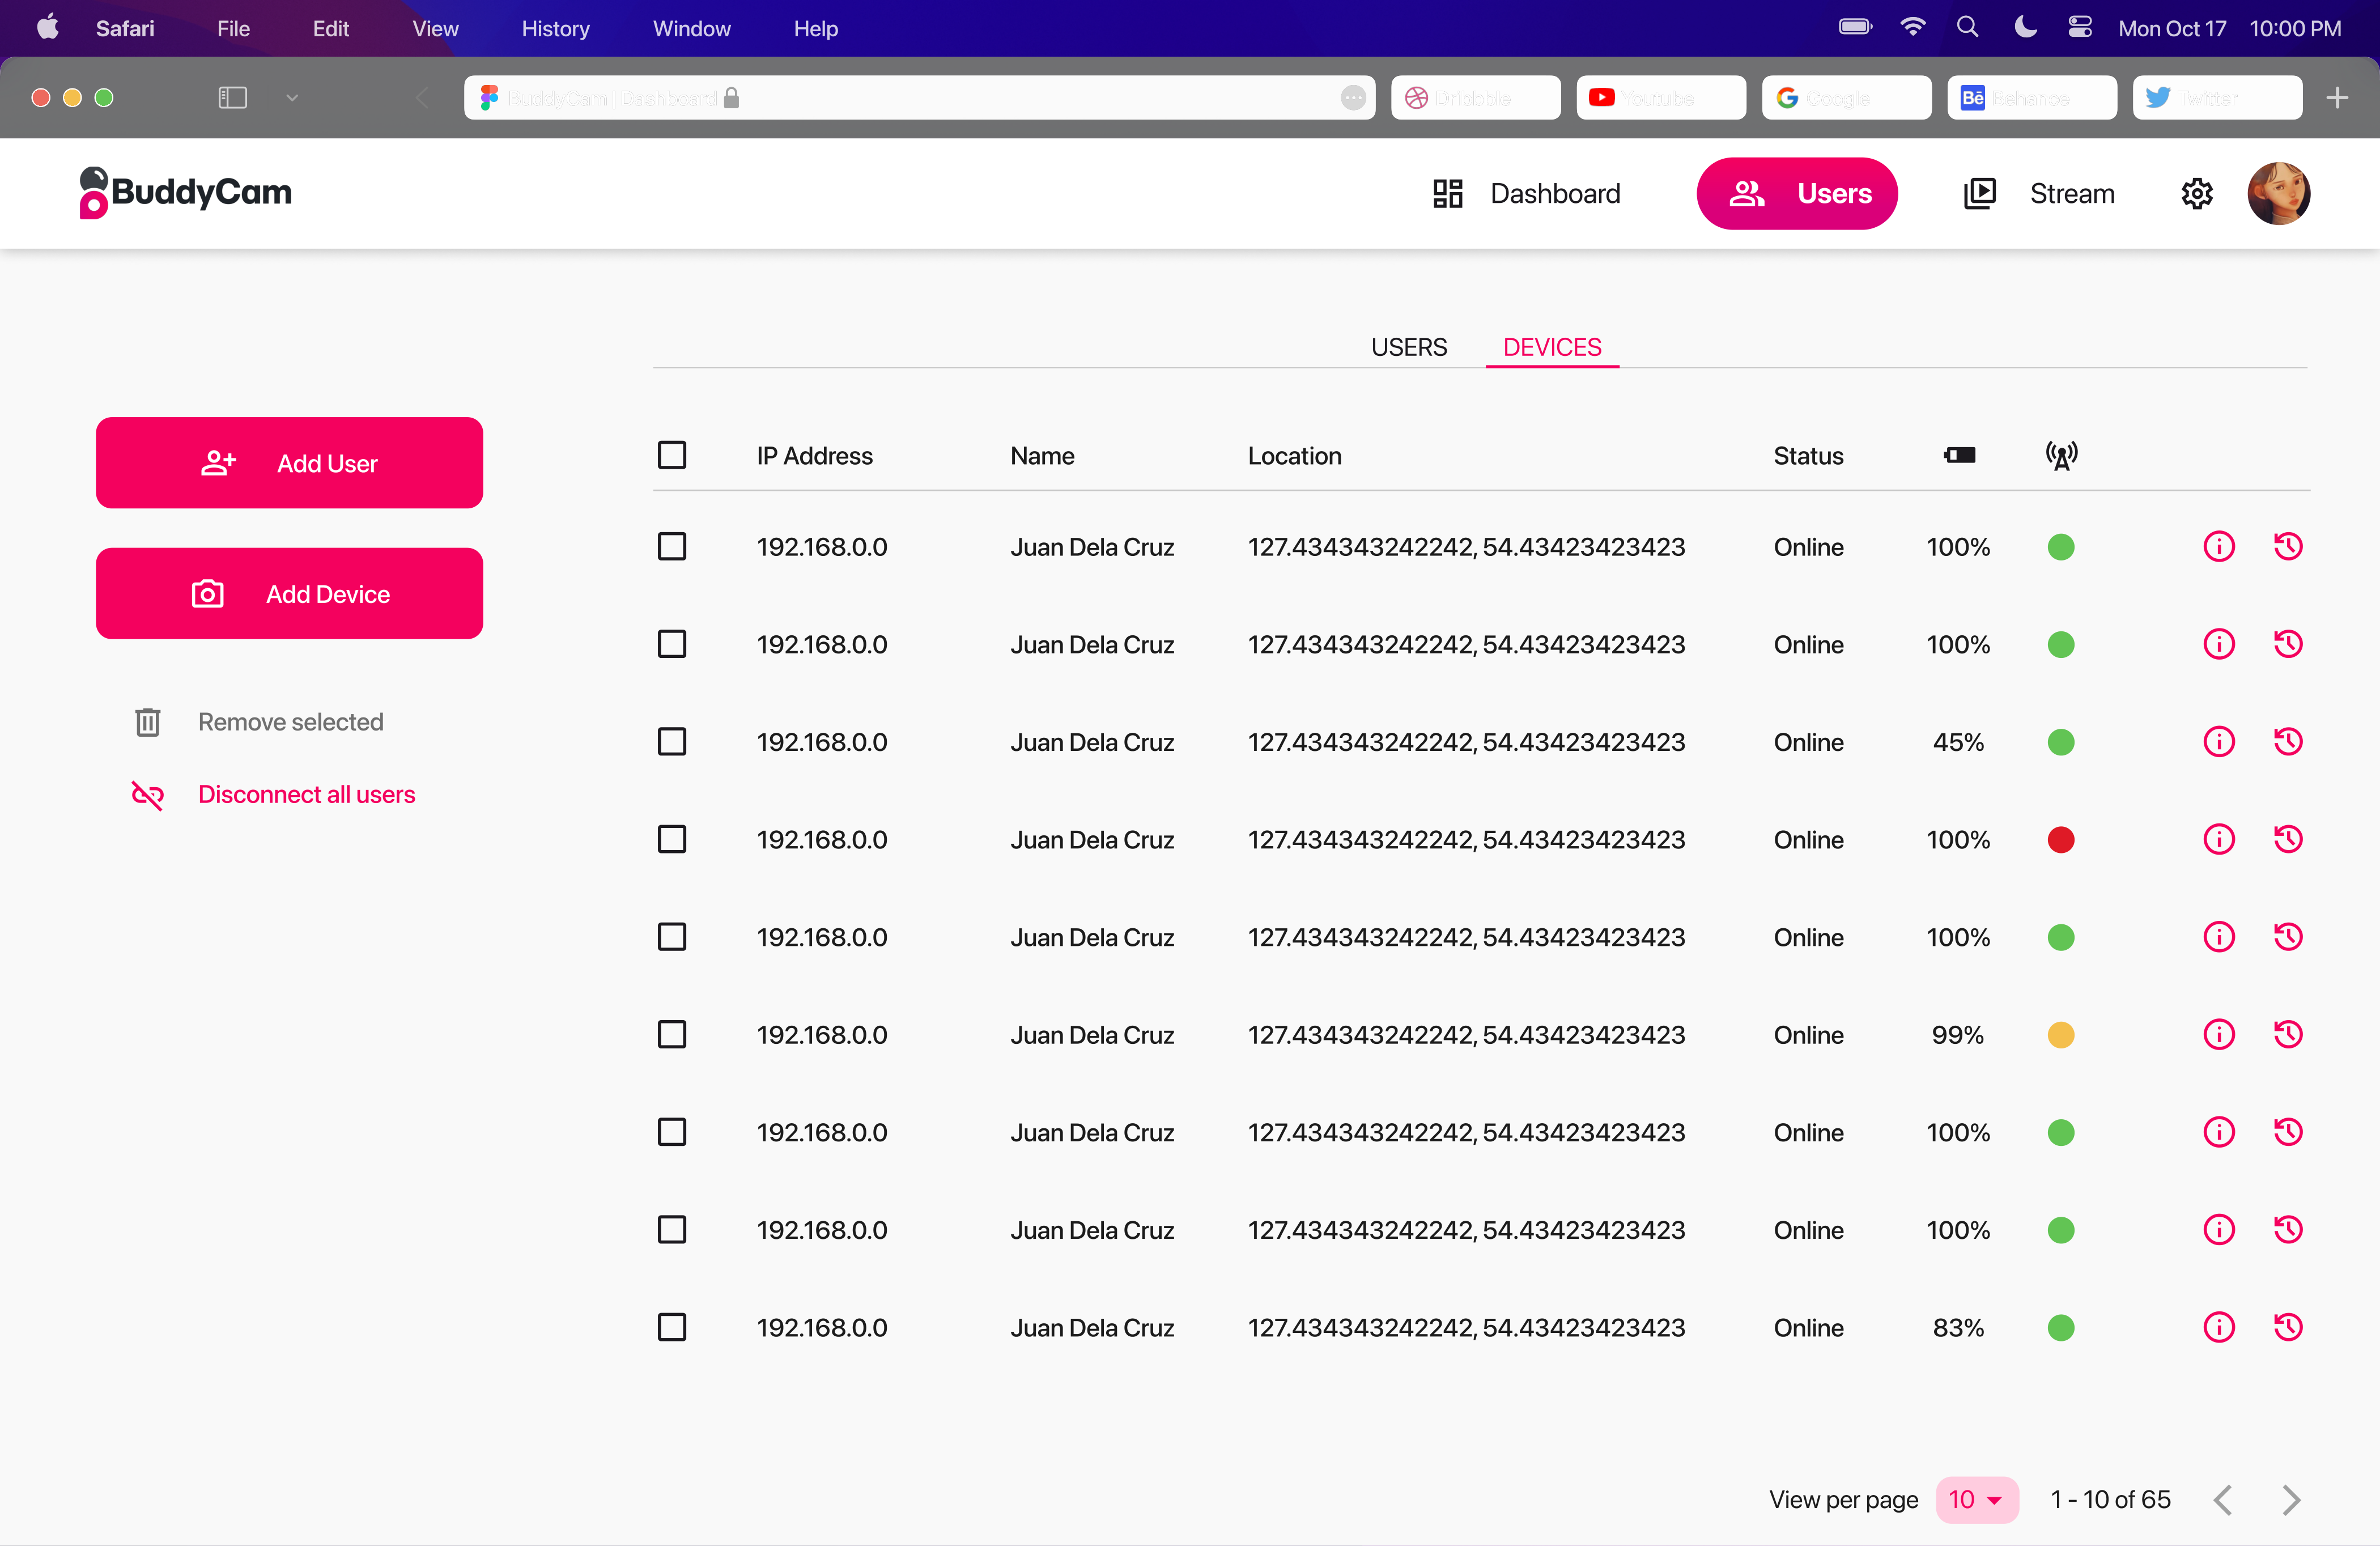 Safari File Edit View History Window Help Mon Oct 17 10:00 PM
BuddyCam | Dashboard Dribbble Youtube Google Behance Twitter
BuddyCam Dashboard Users Stream
USERS DEVICES
Add User
Add Device
Remove selected
Disconnect all users
IP Address Name Location Status
192.168.0.0 Juan Dela Cruz 127.434343242242, 54.43423423423 Online 100%
192.168.0.0 Juan Dela Cruz 127.434343242242, 54.43423423423 Online 100%
192.168.0.0 Juan Dela Cruz 127.434343242242, 54.43423423423 Online 45%
192.168.0.0 Juan Dela Cruz 127.434343242242, 54.43423423423 Online 100%
192.168.0.0 Juan Dela Cruz 127.434343242242, 54.43423423423 Online 100%
192.168.0.0 Juan Dela Cruz 127.434343242242, 54.43423423423 Online 99%
192.168.0.0 Juan Dela Cruz 127.434343242242, 54.43423423423 Online 100%
192.168.0.0 Juan Dela Cruz 127.434343242242, 54.43423423423 Online 100%
192.168.0.0 Juan Dela Cruz 127.434343242242, 54.43423423423 Online 83%
View per page 10 1 - 10 of 65